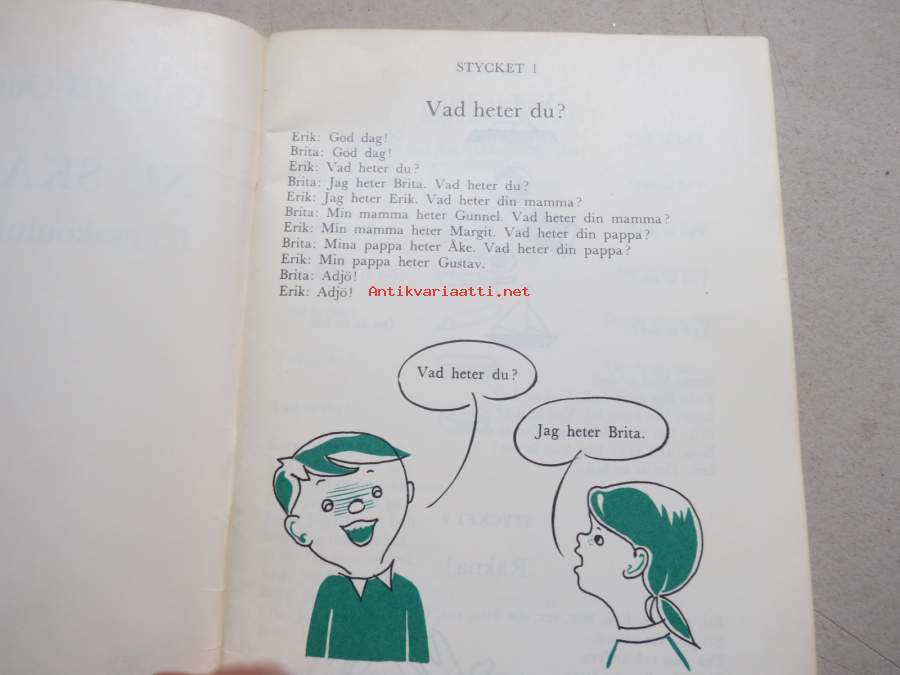 STYCKET 1
Vad heter du?
Erik: God dag!
Brita: God dag!
Erik: Vad heter du?
Brita: Jag heter Brita. Vad heter du?
Erik: Jag heter Erik. Vad heter din mamma?
Brita: Min mamma heter Gunnel. Vad heter din mamma?
Erik: Min mamma heter Margit. Vad heter din pappa?
Brita: Mina pappa heter Åke. Vad heter din pappa?
Erik: Min pappa heter Gustav.
Brita: Adjö!
Erik: Adjö!
Antikvariaatti.net
Vad heter du?
Jag heter Brita.
STYCKET
Räkna!